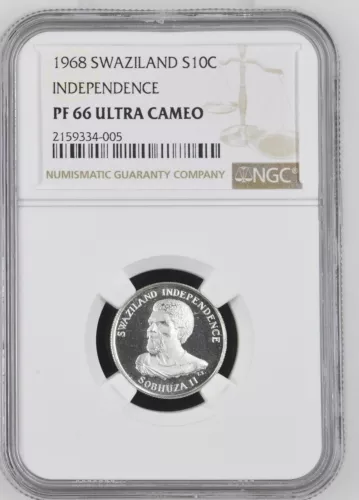 1968 SWAZILAND S10C
INDEPENDENCE
PF 66 ULTRA CAMEO
2159334-005
NUMISMATIC GUARANTY COMPANY
NGC
SWAZILAND INDEPENDENCE
SOBHUZA II